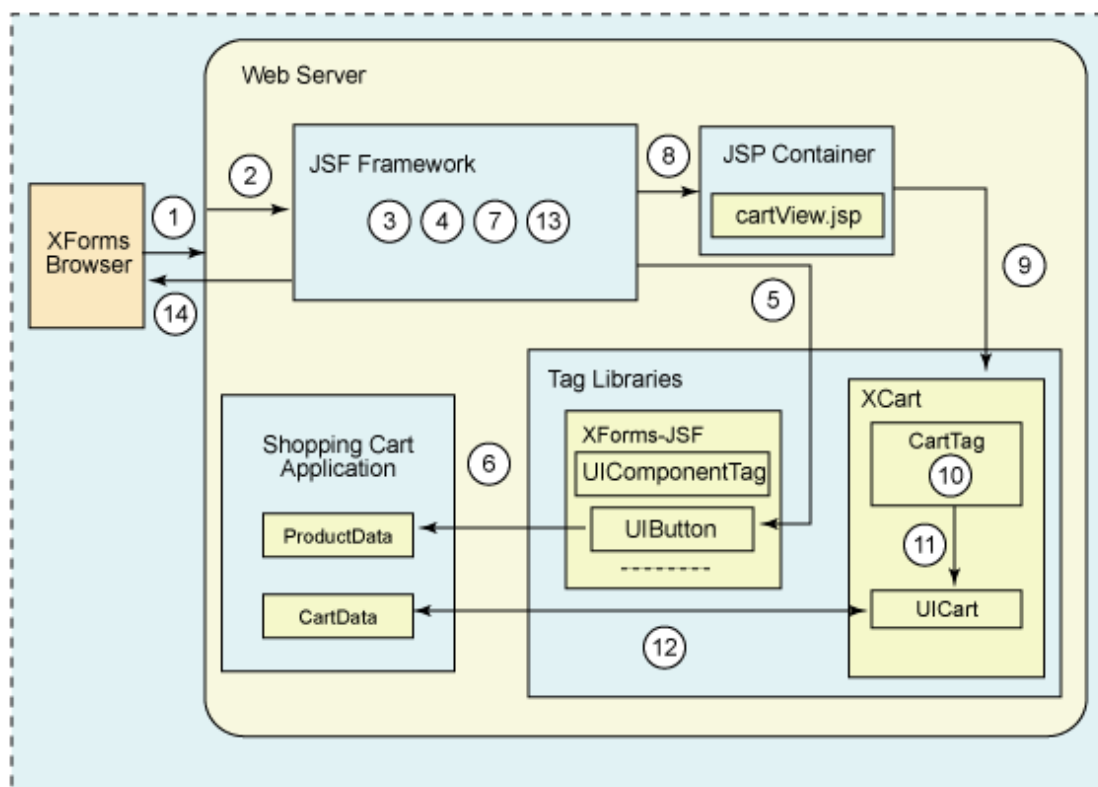 Web Server
JSF Framework
3 4 7 13
2
8
JSP Container
cartView.jsp
1
XForms
Browser
14
9
5
Tag Libraries
XForms-JSF
UIComponentTag
UIButton
XCart
CartTag
10
11
UICart
Shopping Cart
Application
6
ProductData
CartData
12